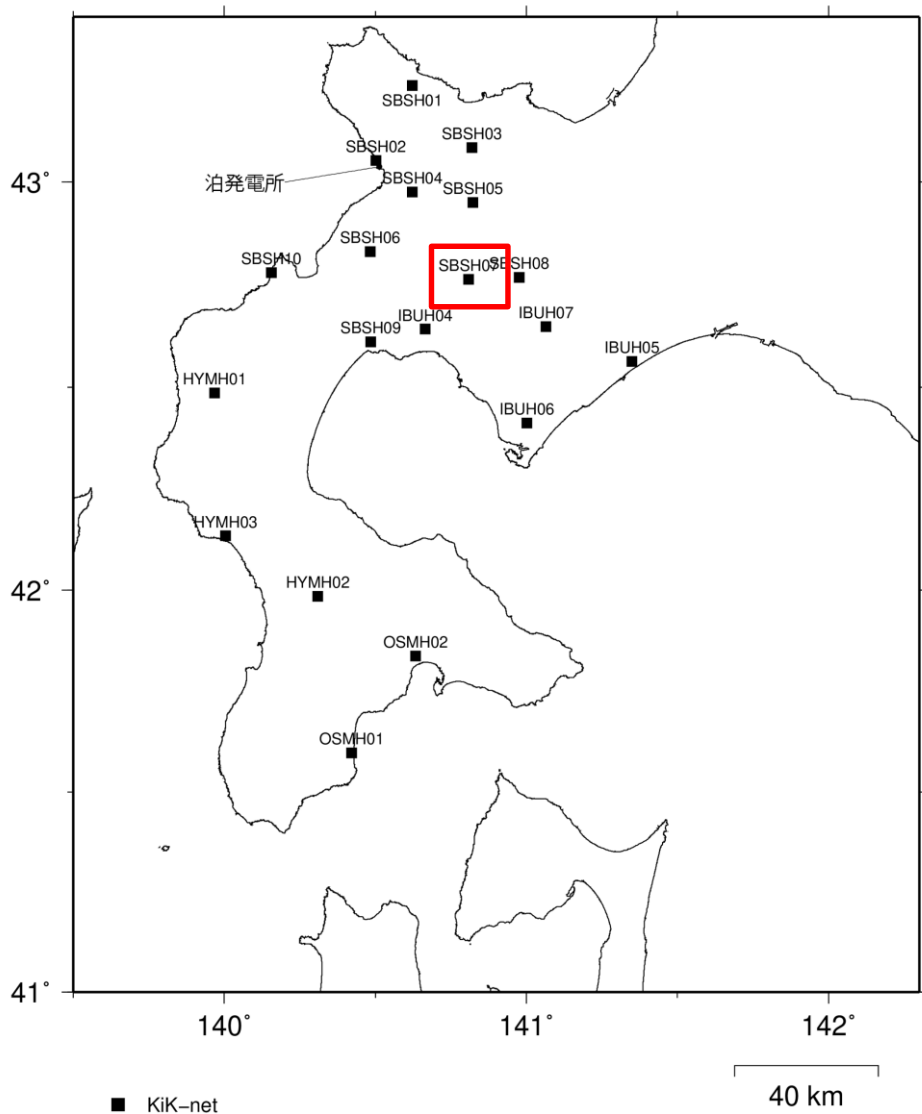 SBSH01
SBSH03
SBSH02
43°
泊発電所
SBSH04
SBSH05
SBSH06
SBSH10
SBSH07
SBSH08
IBUH04
IBUH07
SBSH09
IBUH05
HYMH01
IBUH06
HYMH03
42°
HYMH02
OSMH02
OSMH01
41°
140°
141°
142°
KiK-net
40 km